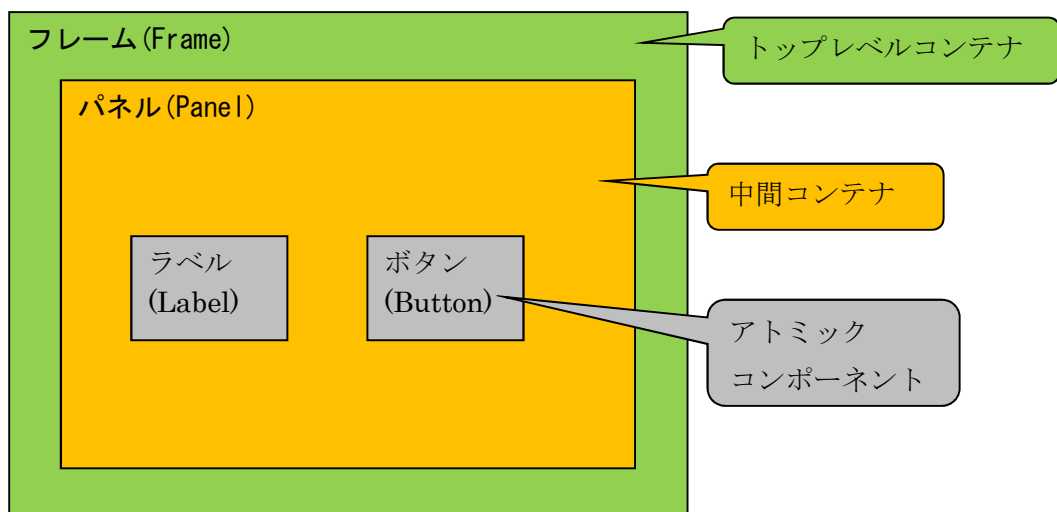 フレーム(Frame)
トップレベルコンテナ
パネル(Panel)
中間コンテナ
ラベル
(Label)
ボタン
(Button)
アトミック
コンポーネント